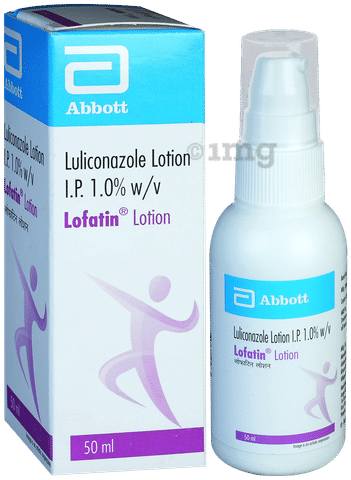 Abbott
Luliconazole Lotion
I.P. 1.0% w/v
Lofatin® Lotion
50 ml
1mg
Abbott
Luliconazole Lotion I.P. 1.0% w/v
Lofatin® Lotion
लोफाटिन लोशन
50 ml